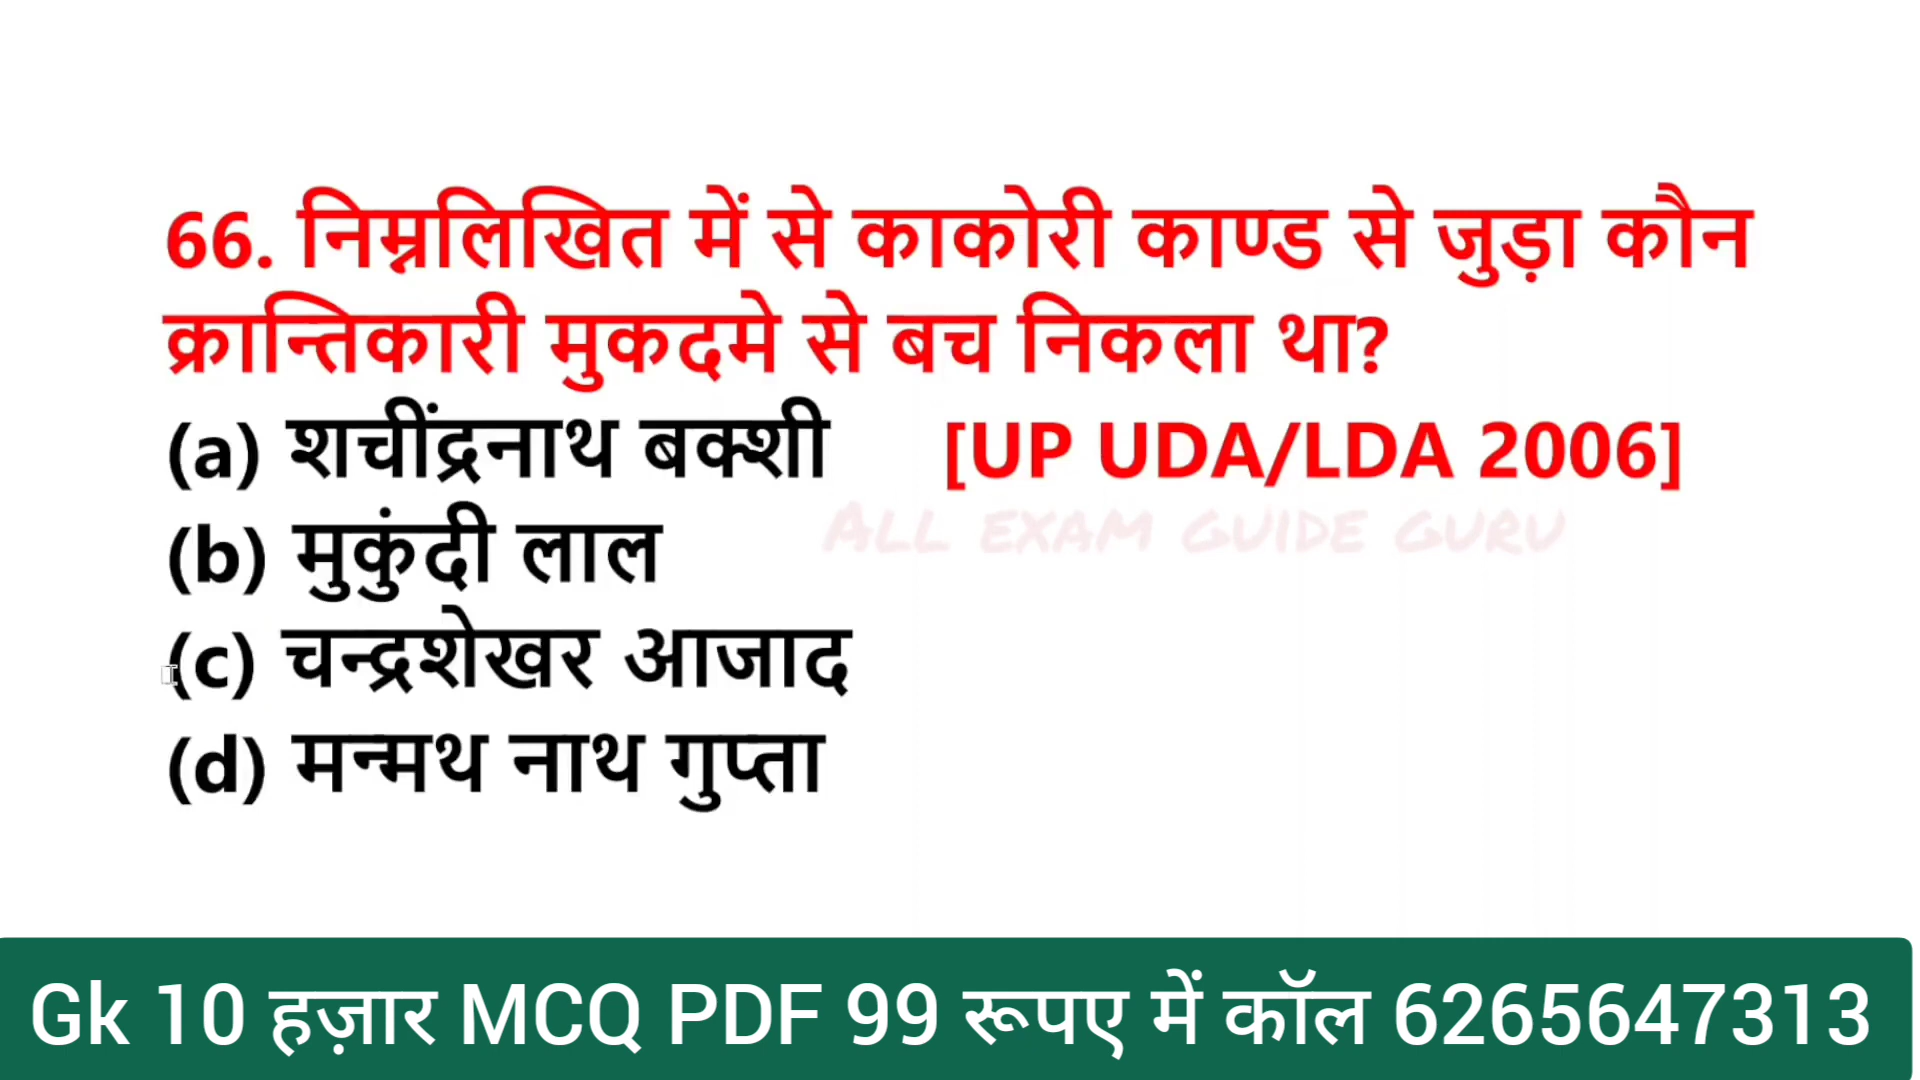 66. निम्नलिखित में से काकोरी काण्ड से जुड़ा कौन
क्रान्तिकारी मुकदमे से बच निकला था?
(a) शचींद्रनाथ बक्शी [UP UDA/LDA 2006]
ALL EXAM GUIDE GURU
(b) मुकुंदी लाल
(c) चन्द्रशेखर आजाद
(d) मन्मथ नाथ गुप्ता
Gk 10 हज़ार MCQ PDF 99 रूपए में कॉल 6265647313